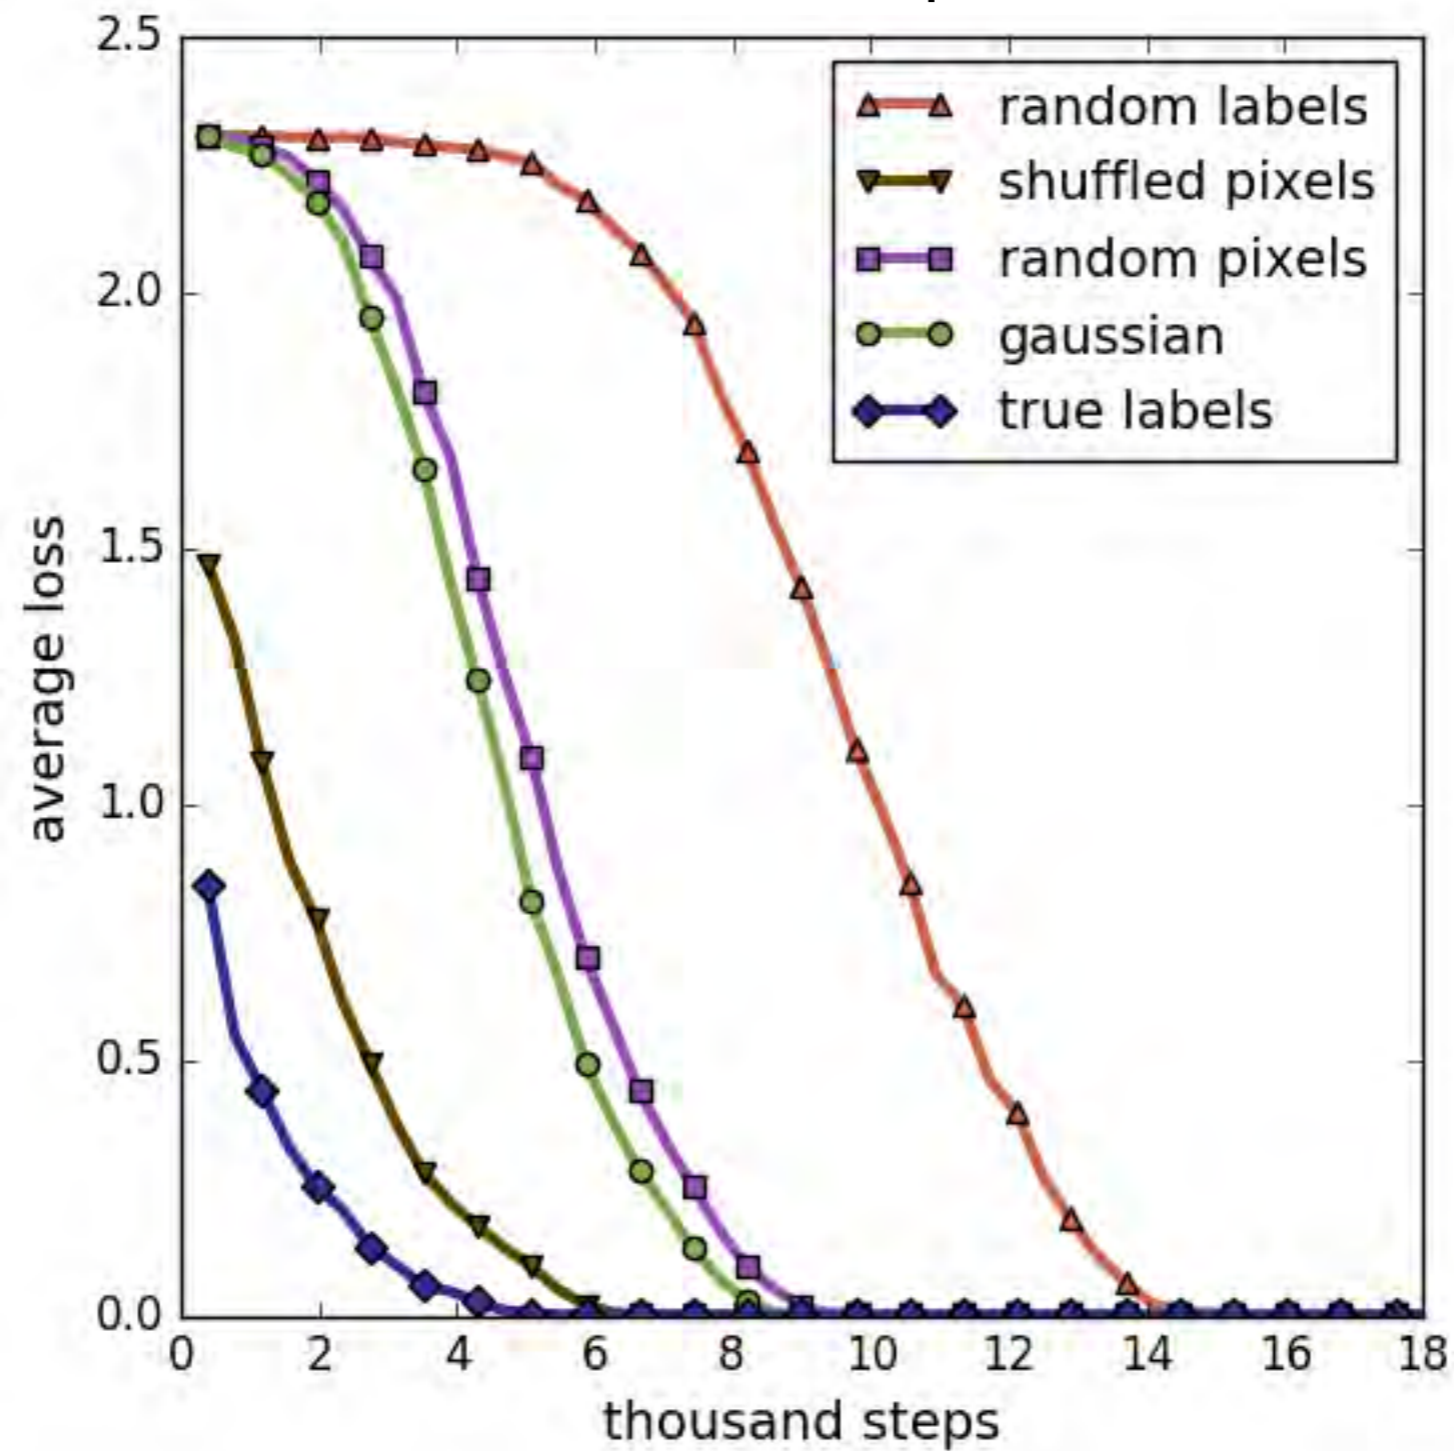 2.5
2.0
1.5
1.0
0.5
0.0
average loss
random labels
shuffled pixels
random pixels
gaussian
true labels
0 2 4 6 8 10 12 14 16 18
thousand steps